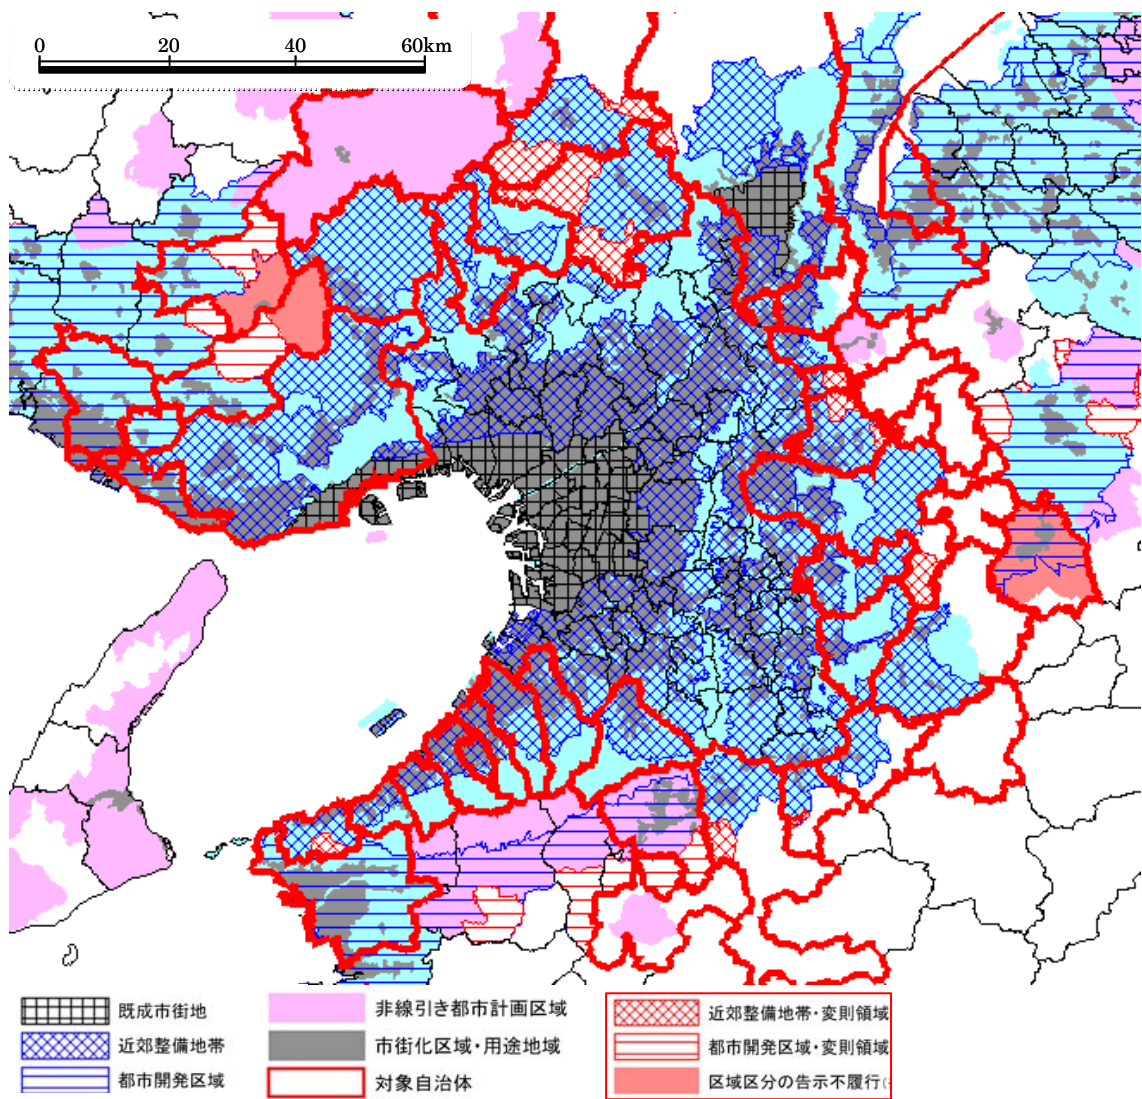 0 20 40 60km
既成市街地
近郊整備地帯
都市開発区域
非線引き都市計画区域
市街化区域・用途地域
対象自治体
近郊整備地帯・変則領域
都市開発区域・変則領域
区域区分の告示不履行(